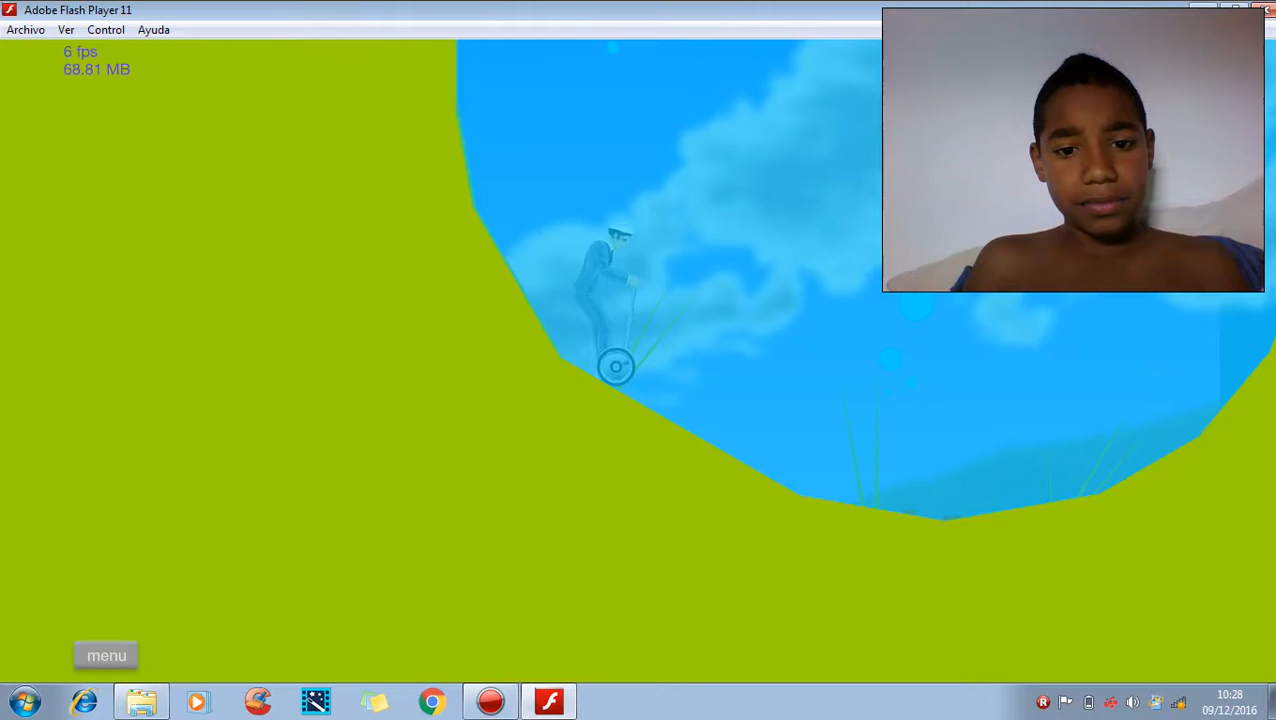 Adobe Flash Player 11
Archivo Ver Control Ayuda
6 fps
68.81 MB
menu
10:28
09/12/2016